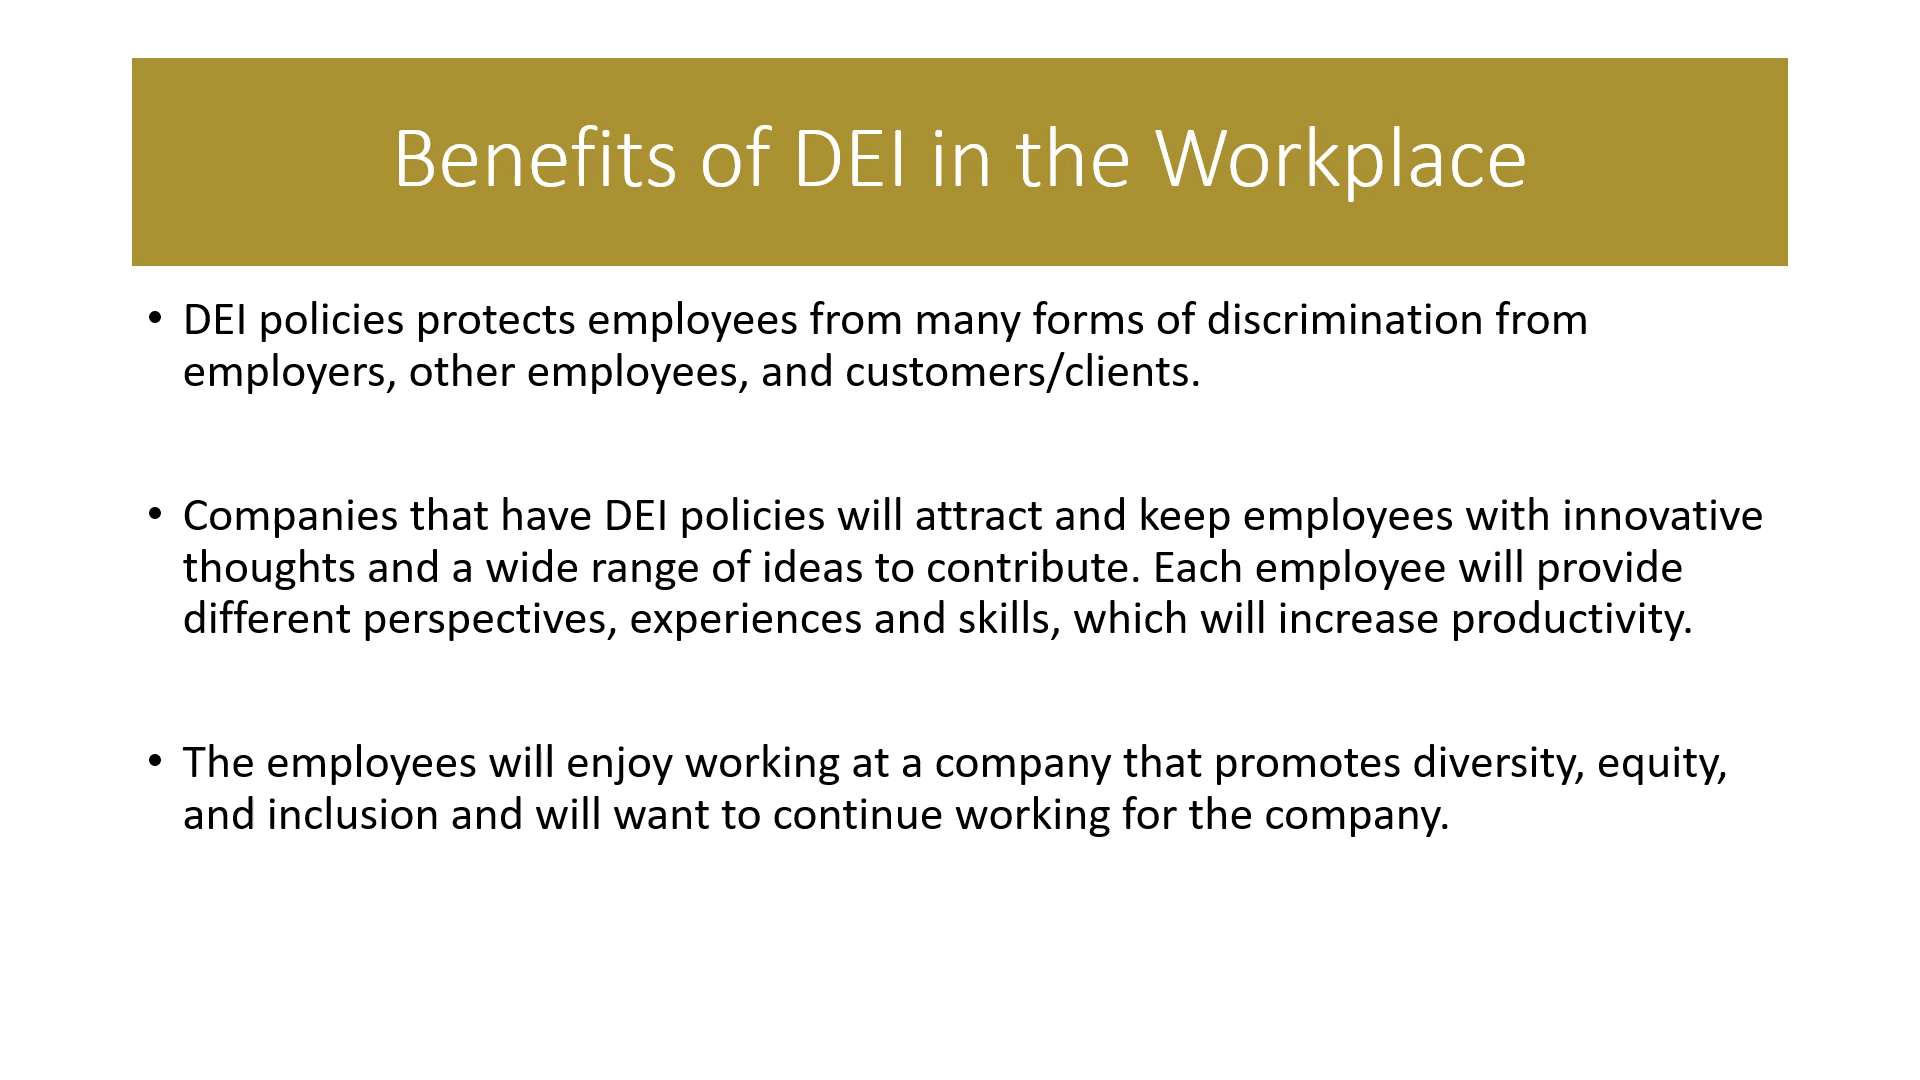 Benefits of DEI in the Workplace
• DEI policies protects employees from many forms of discrimination from
employers, other employees, and customers/clients.
• Companies that have DEI policies will attract and keep employees with innovative
thoughts and a wide range of ideas to contribute. Each employee will provide
different perspectives, experiences and skills, which will increase productivity.
• The employees will enjoy working at a company that promotes diversity, equity,
and inclusion and will want to continue working for the company.